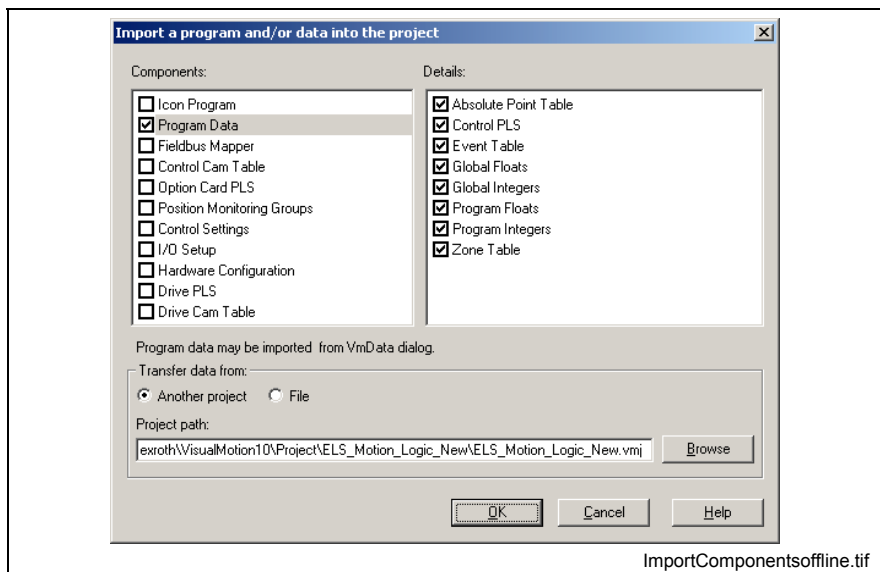 Import a program and/or data into the project
Components:
Details:
Icon Program
Program Data
Fieldbus Mapper
Control Cam Table
Option Card PLS
Position Monitoring Groups
Control Settings
I/O Setup
Hardware Configuration
Drive PLS
Drive Cam Table
Absolute Point Table
Control PLS
Event Table
Global Floats
Global Integers
Program Floats
Program Integers
Zone Table
Program data may be imported from VmData dialog.
Transfer data from:
Another project
File
Project path:
exroth\VisualMotion10\Project\ELS_Motion_Logic_New\ELS_Motion_Logic_New.vmj
Browse
OK
Cancel
Help
ImportComponentsoffline.tif